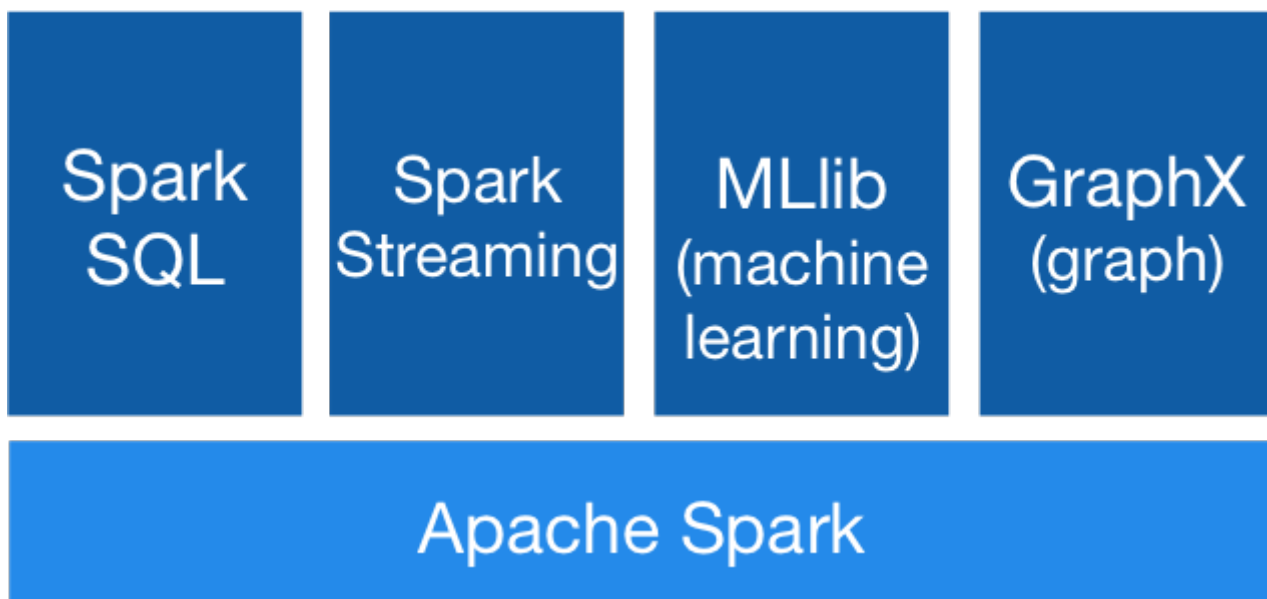 Spark
SQL
Spark
Streaming
MLlib
(machine
learning)
GraphX
(graph)
Apache Spark